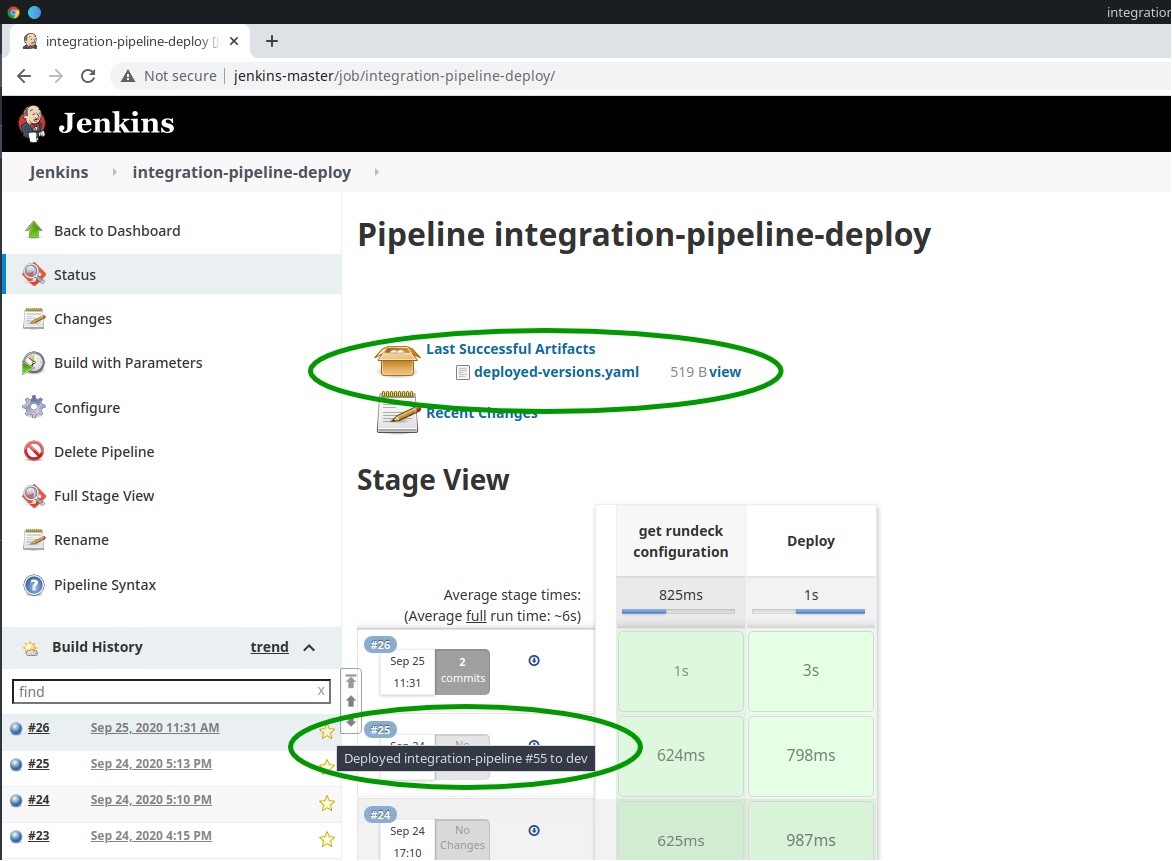 integration
integration-pipeline-deploy [J
Not secure jenkins-master/job/integration-pipeline-deploy/
Jenkins
Jenkins integration-pipeline-deploy
Back to Dashboard
Status
Changes
Build with Parameters
Configure
Delete Pipeline
Full Stage View
Rename
Pipeline Syntax
Build History trend
find X
#26 Sep 25, 2020 11:31 AM
#25 Sep 24, 2020 5:13 PM
#24 Sep 24, 2020 5:10 PM
#23 Sep 24, 2020 4:15 PM
Pipeline integration-pipeline-deploy
Last Successful Artifacts
deployed-versions.yaml 519 B view
Recent Changes
Stage View
get rundeck
configuration
Deploy
Average stage times:
(Average full run time: ~6s)
825ms 1s
#26
Sep 25
11:31
2
commits
1s 3s
#25
Sep 24
No
Deployed integration-pipeline #55 to dev
624ms 798ms
#24
Sep 24
17:10
No
Changes
625ms 987ms